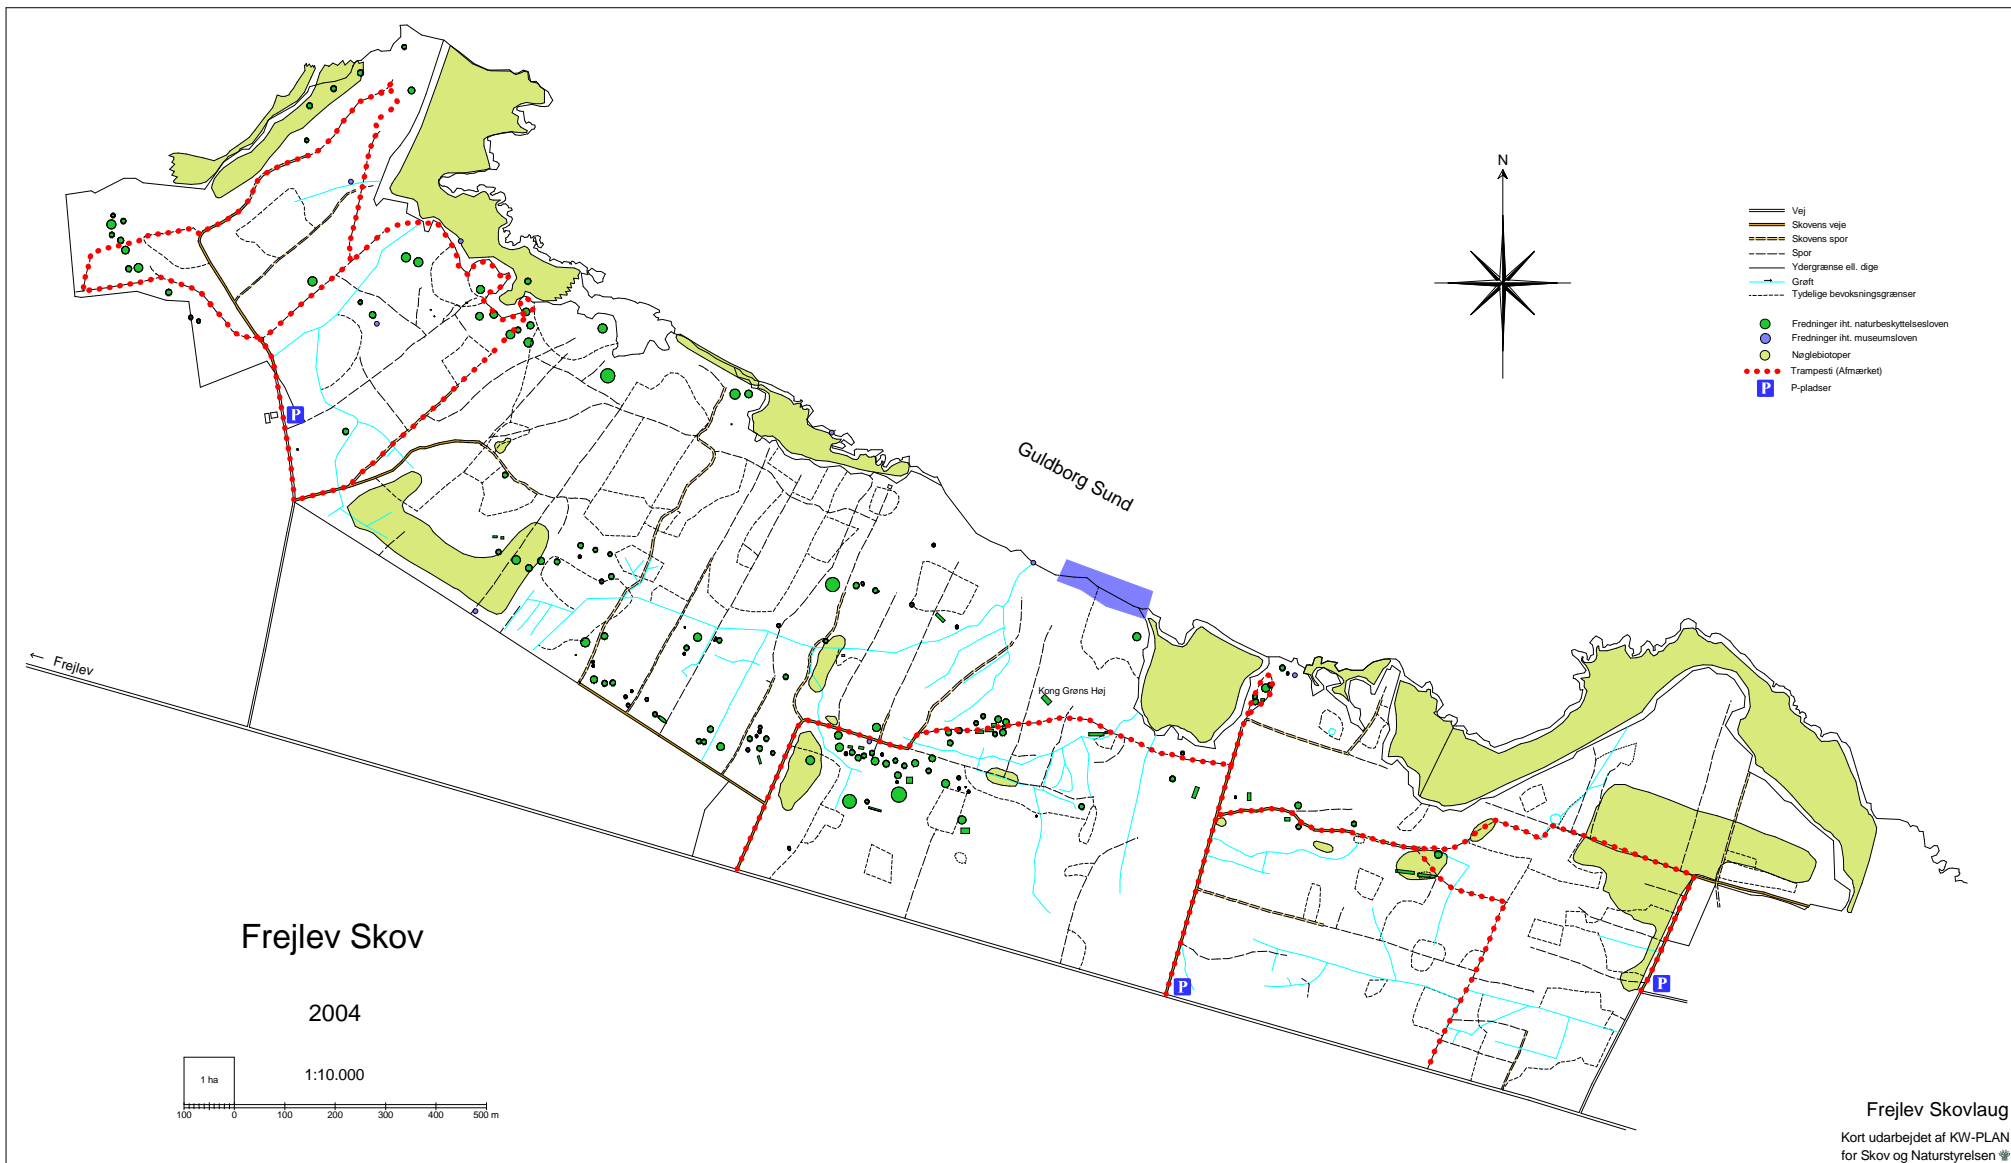 N
Vej
Skovens veje
Skovens spor
Spor
Ydergrænse ell. dige
Grøft
Tydelige bevoksningsgrænser
Fredninger iht. naturbeskyttelsesloven
Fredninger iht. museumsloven
Nøglebiotoper
Trampesti (Afmærket)
P P-pladser
P
Guldborg Sund
← Frejlev
Kong Grøns Høj
P
P
Frejlev Skov
2004
1:10.000
1 ha
100 0 100 200 300 400 500 m
Frejlev Skovlaug
Kort udarbejdet af KW-PLAN
for Skov og Naturstyrelsen